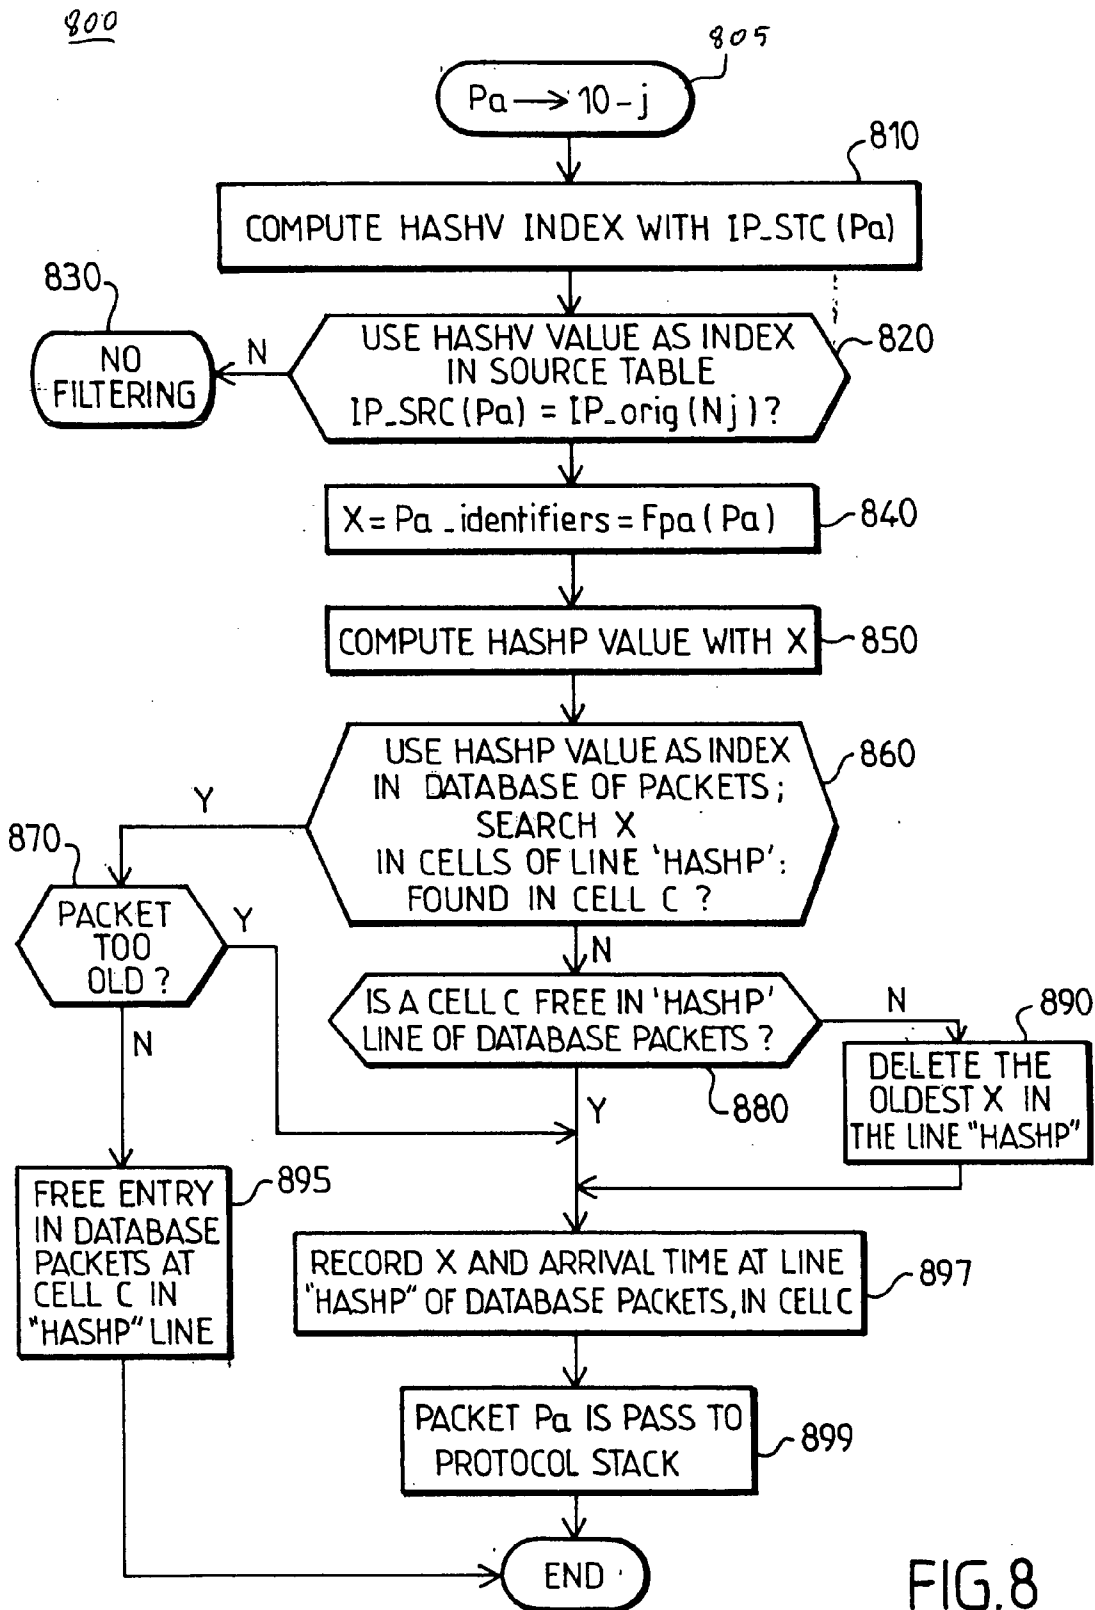 800
805
Pa → 10-j
810
COMPUTE HASHV INDEX WITH IP_STC (Pa)
830
NO
FILTERING
N
USE HASHV VALUE AS INDEX
IN SOURCE TABLE
IP_SRC (Pa) = IP_orig (Nj) ?
820
X = Pa_identifiers = Fpa (Pa)
840
COMPUTE HASHP VALUE WITH X
850
USE HASHP VALUE AS INDEX
IN DATABASE OF PACKETS;
SEARCH X
IN CELLS OF LINE 'HASHP':
FOUND IN CELL C ?
860
Y
870
PACKET
TOO
OLD ?
Y
N
N
IS A CELL C FREE IN 'HASHP'
LINE OF DATABASE PACKETS ?
880
N
890
DELETE THE
OLDEST X IN
THE LINE "HASHP"
Y
FREE ENTRY
IN DATABASE
PACKETS AT
CELL C IN
"HASHP" LINE
895
RECORD X AND ARRIVAL TIME AT LINE
"HASHP" OF DATABASE PACKETS, IN CELL C
897
PACKET Pa IS PASS TO
PROTOCOL STACK
899
END
FIG.8